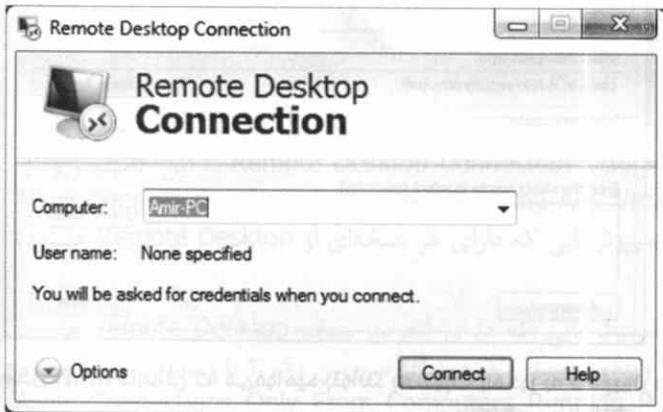 Remote Desktop Connection
Remote Desktop
Connection
Computer: Amir-PC
User name: None specified
You will be asked for credentials when you connect.
Options Connect Help